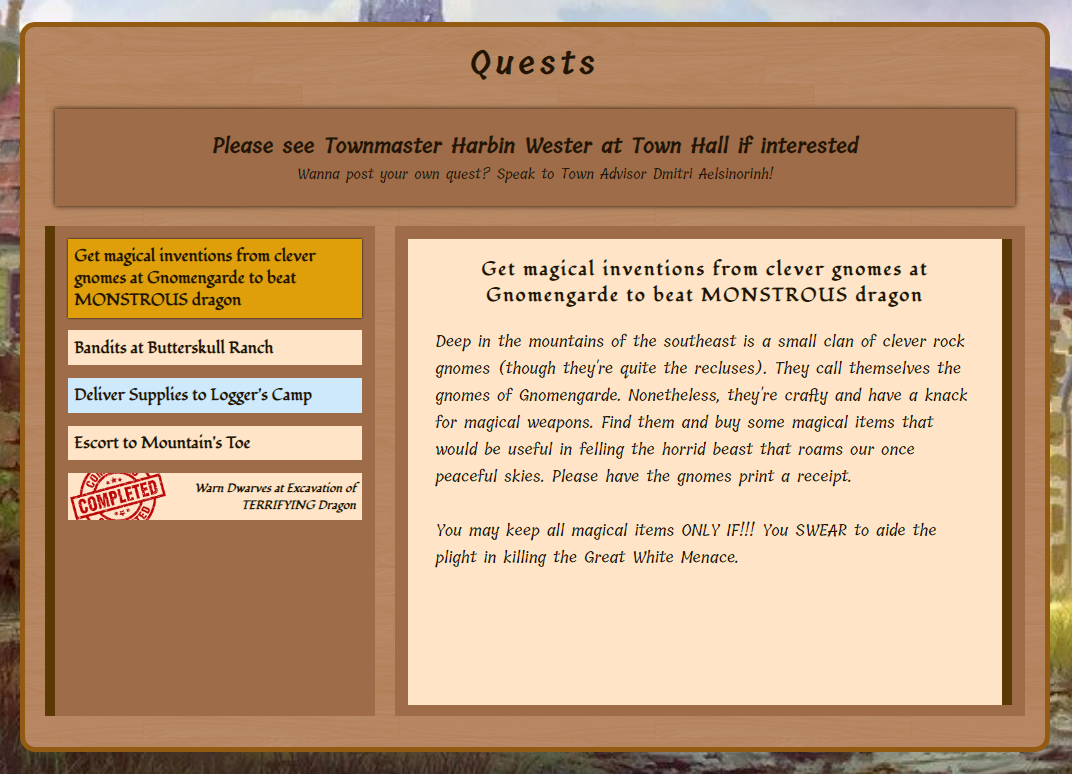 Quests
Please see Townmaster Harbin Wester at Town Hall if interested
Wanna post your own quest? Speak to Town Advisor Dmitri Aelsinorinh!
Get magical inventions from clever
gnomes at Gnomengarde to beat
MONSTROUS dragon
Bandits at Butterskull Ranch
Deliver Supplies to Logger's Camp
Escort to Mountain's Toe
COMPLETED
Warn Dwarves at Excavation of
TERRIFYING Dragon
Get magical inventions from clever gnomes at
Gnomengarde to beat MONSTROUS dragon
Deep in the mountains of the southeast is a small clan of clever rock
gnomes (though they're quite the recluses). They call themselves the
gnomes of Gnomengarde. Nonetheless, they're crafty and have a knack
for magical weapons. Find them and buy some magical items that
would be useful in felling the horrid beast that roams our once
peaceful skies. Please have the gnomes print a receipt.
You may keep all magical items ONLY IF!!! You SWEAR to aide the
plight in killing the Great White Menace.